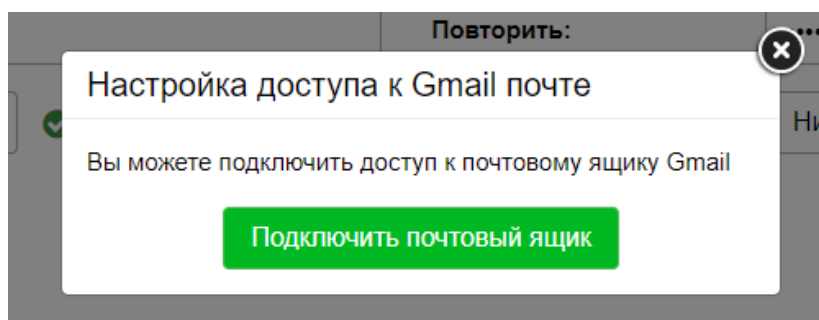 Повторить:
Настройка доступа к Gmail почте
Вы можете подключить доступ к почтовому ящику Gmail
Подключить почтовый ящик